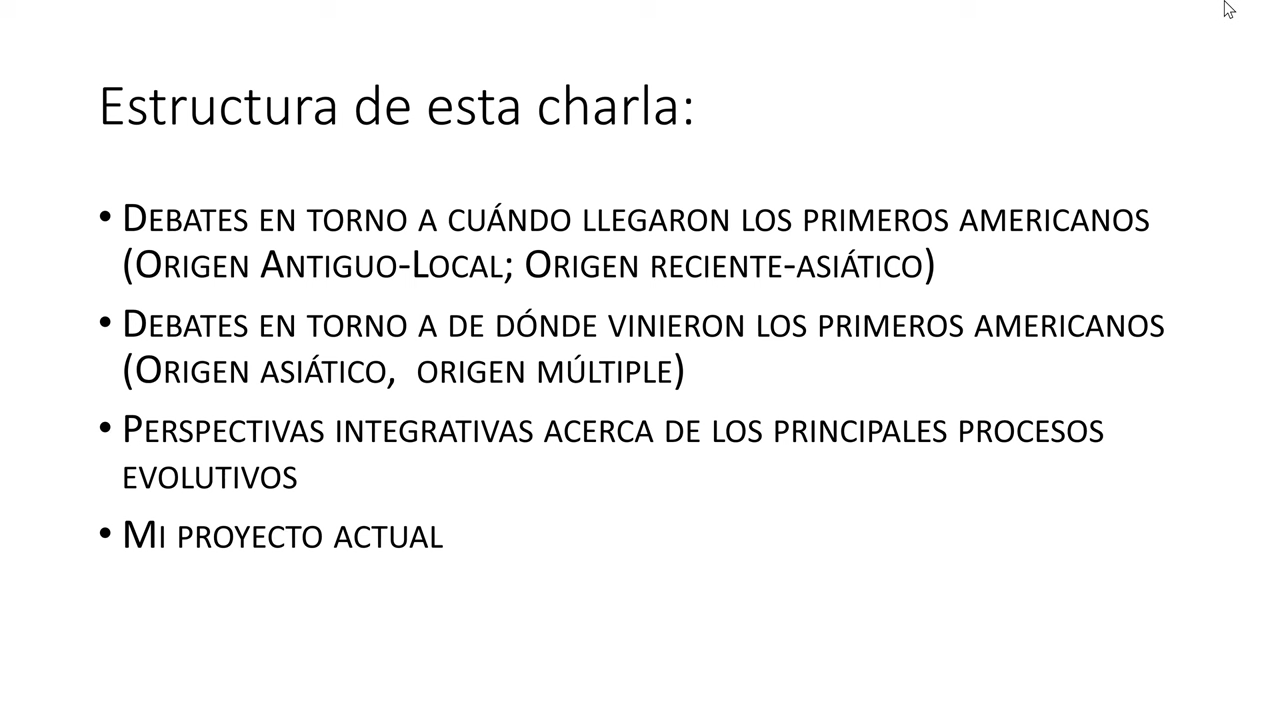 Estructura de esta charla:
• Debates en torno a cuándo llegaron los primeros americanos
(Origen Antiguo-Local; Origen reciente-asiático)
• Debates en torno a de dónde vinieron los primeros americanos
(Origen asiático, origen múltiple)
• Perspectivas integrativas acerca de los principales procesos
evolutivos
• Mi proyecto actual